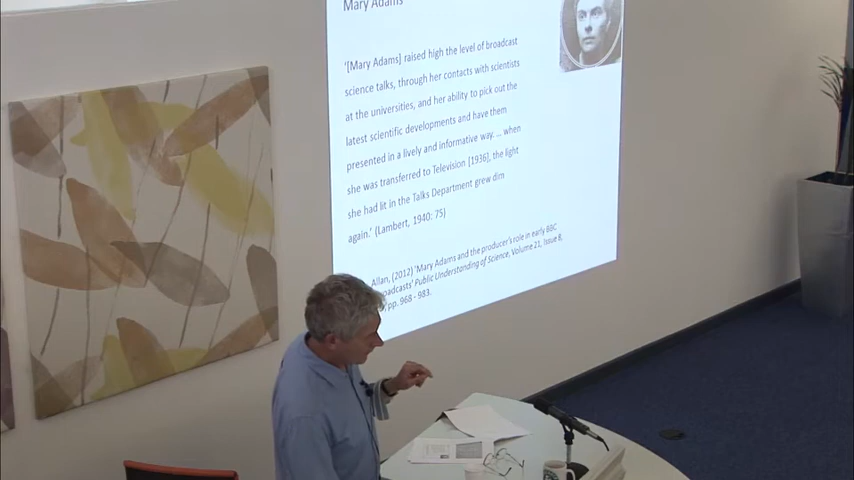 Mary Adams
'[Mary Adams] raised high the level of broadcast
science talks, through her contacts with scientists
at the universities, and her ability to pick out the
latest scientific developments and have them
presented in a lively and informative way. ... when
she was transferred to Television [1936], the light
she had lit in the Talks Department grew dim
again.' (Lambert, 1940: 75)
Allan, (2012) 'Mary Adams and the producer's role in early BBC
Public Understanding of Science, Volume 21, Issue 8,
pp. 968 - 983.